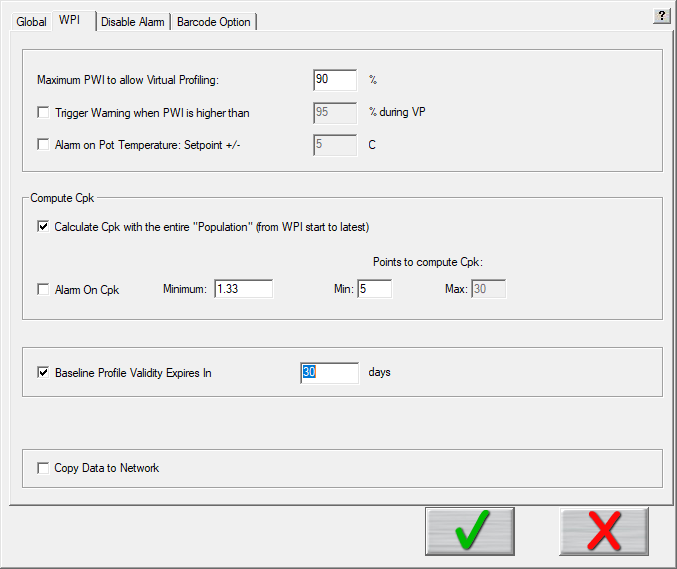 Global WPI Disable Alarm Barcode Option ?
Maximum PWI to allow Virtual Profiling: 90 %
Trigger Warning when PWI is higher than 95 % during VP
Alarm on Pot Temperature: Setpoint +/- 5 C
Compute Cpk
Calculate Cpk with the entire "Population" (from WPI start to latest)
Points to compute Cpk:
Alarm On Cpk Minimum: 1.33 Min: 5 Max: 30
Baseline Profile Validity Expires In 30 days
Copy Data to Network